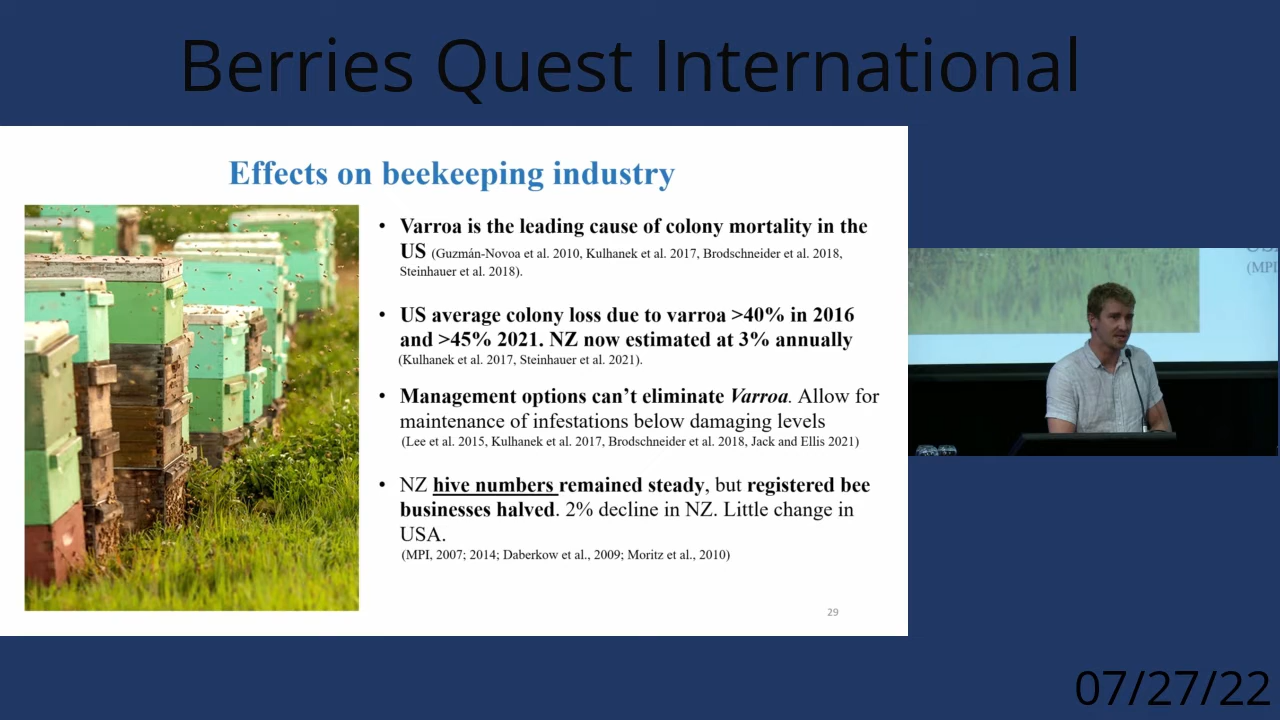 Berries Quest International
Effects on beekeeping industry
• Varroa is the leading cause of colony mortality in the
US (Guzmán-Novoa et al. 2010, Kulhanek et al. 2017, Brodschneider et al. 2018,
Steinhauer et al. 2018).
• US average colony loss due to varroa >40% in 2016
and >45% 2021. NZ now estimated at 3% annually
(Kulhanek et al. 2017, Steinhauer et al. 2021).
• Management options can’t eliminate Varroa. Allow for
maintenance of infestations below damaging levels
(Lee et al. 2015, Kulhanek et al. 2017, Brodschneider et al. 2018, Jack and Ellis 2021)
• NZ hive numbers remained steady, but registered bee
businesses halved. 2% decline in NZ. Little change in
USA.
(MPI, 2007; 2014; Daberkow et al., 2009; Moritz et al., 2010)
29
(MPI
07/27/22